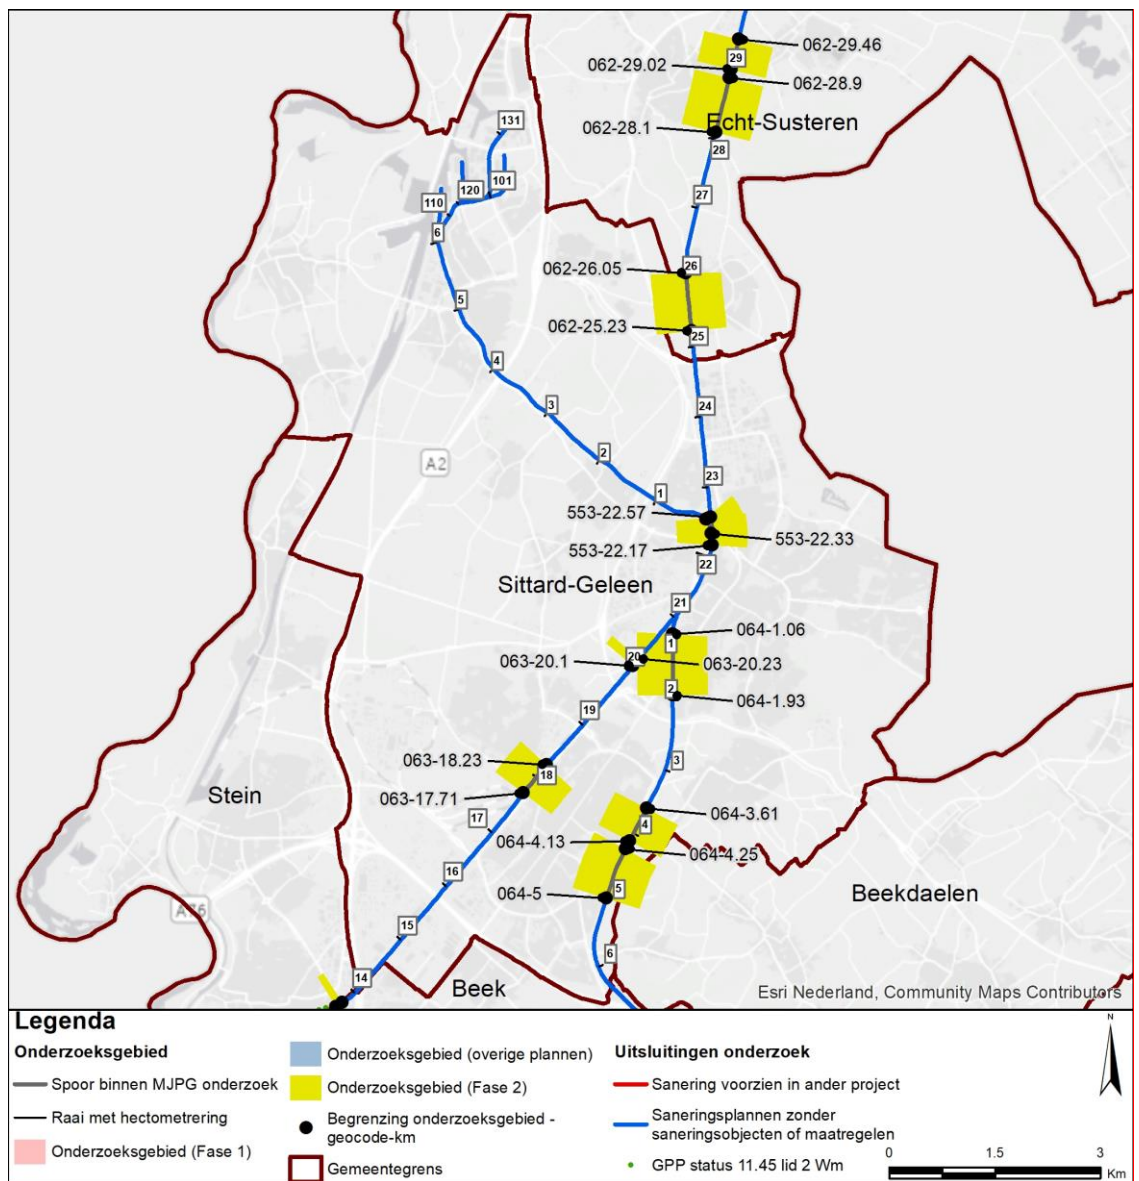 062-29.46
29
062-29.02
062-28.9
Echt-Susteren
062-28.1
28
131
27
101
120
110
6
26
062-26.05
5
062-25.23
25
4
3
24
2
A2
23
1
553-22.57
553-22.33
553-22.17
22
Sittard-Geleen
21
064-1.06
1
20
063-20.23
063-20.1
2
064-1.93
19
3
063-18.23
18
Stein
063-17.71
17
064-3.61
4
064-4.13
064-4.25
16
5
064-5
Beekdaelen
A76
15
6
14
Beek
Esri Nederland, Community Maps Contributors
Legenda
Onderzoeksgebied
Spoor binnen MJPG onderzoek
Raai met hectometrering
Onderzoeksgebied (Fase 1)
Onderzoeksgebied (overige plannen)
Onderzoeksgebied (Fase 2)
Begrenzing onderzoeksgebied -
geocode-km
Gemeentegrens
Uitsluitingen onderzoek
Sanering voorzien in ander project
Saneringsplannen zonder
saneringsobjecten of maatregelen
GPP status 11.45 lid 2 Wm
N
0 1.5 3
Km